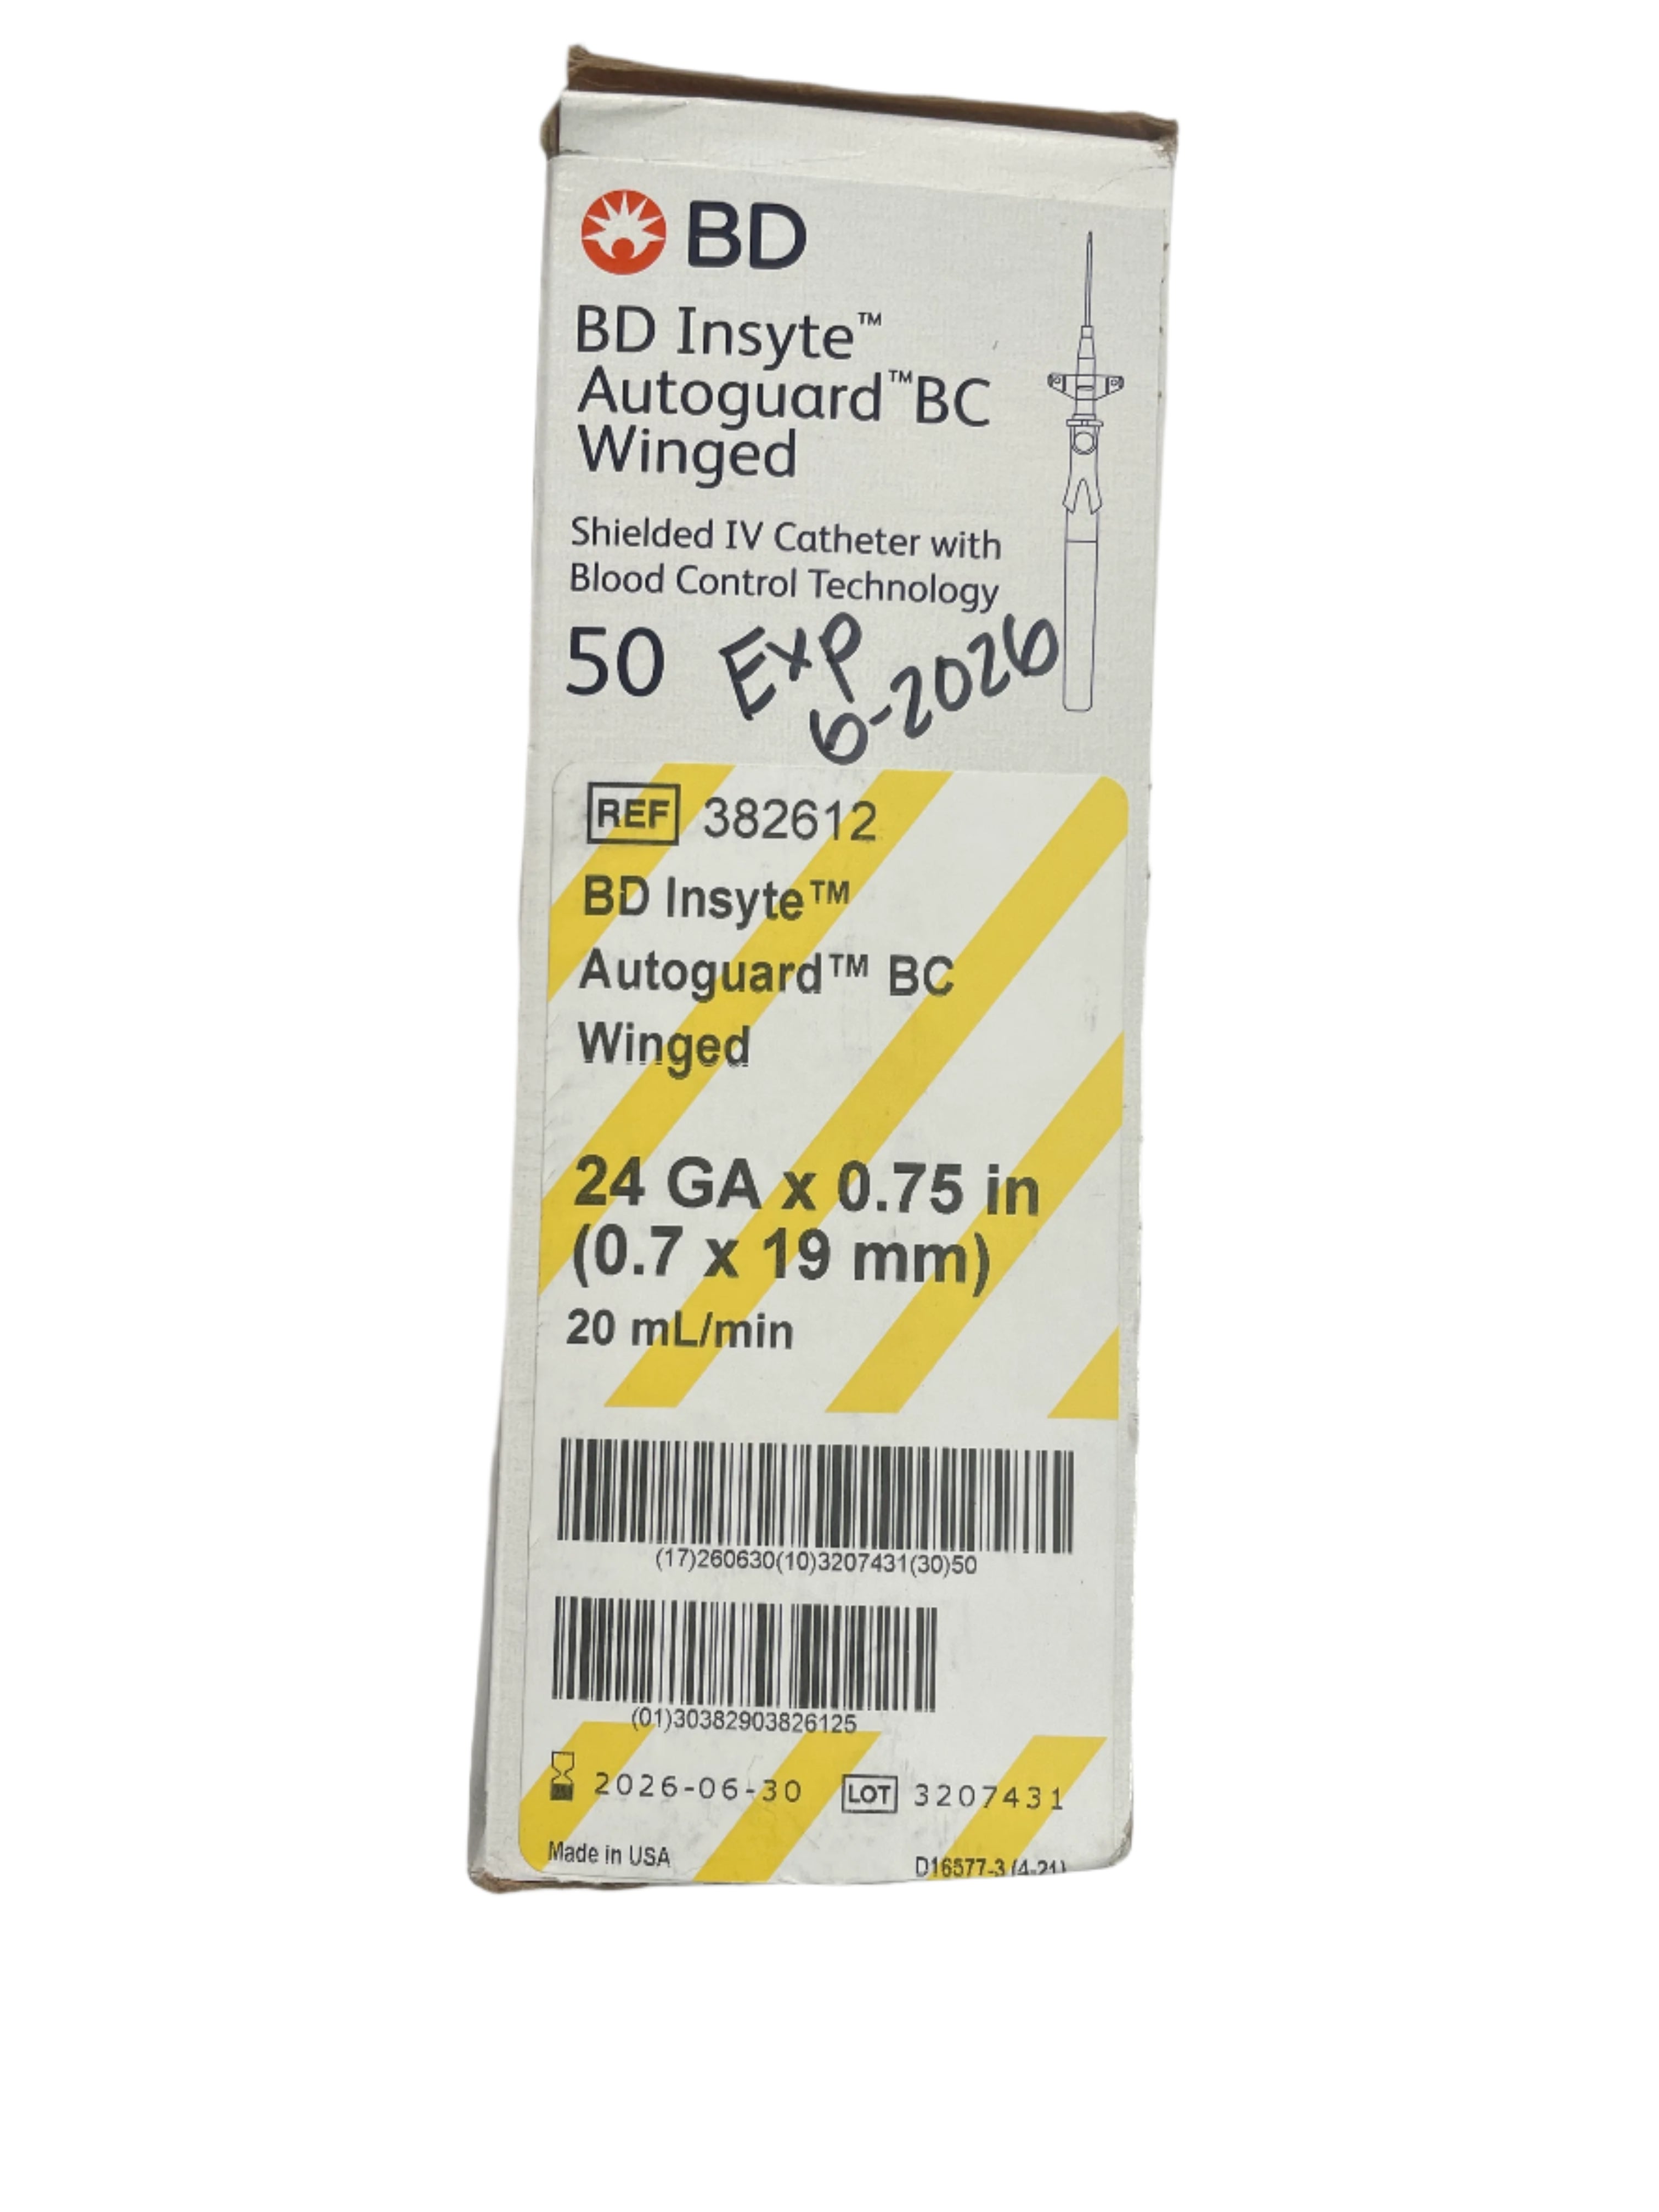 BD
BD Insyte™
Autoguard™BC
Winged
Shielded IV Catheter with
Blood Control Technology
50 Exp
6-2026
REF 382612
BD Insyte™
Autoguard™ BC
Winged
24 GA x 0.75 in
(0.7 x 19 mm)
20 mL/min
(17)260630(10)3207431(30)50
(01)30382903826125
2026-06-30 LOT 3207431
Made in USA D16577-3 (4-21)